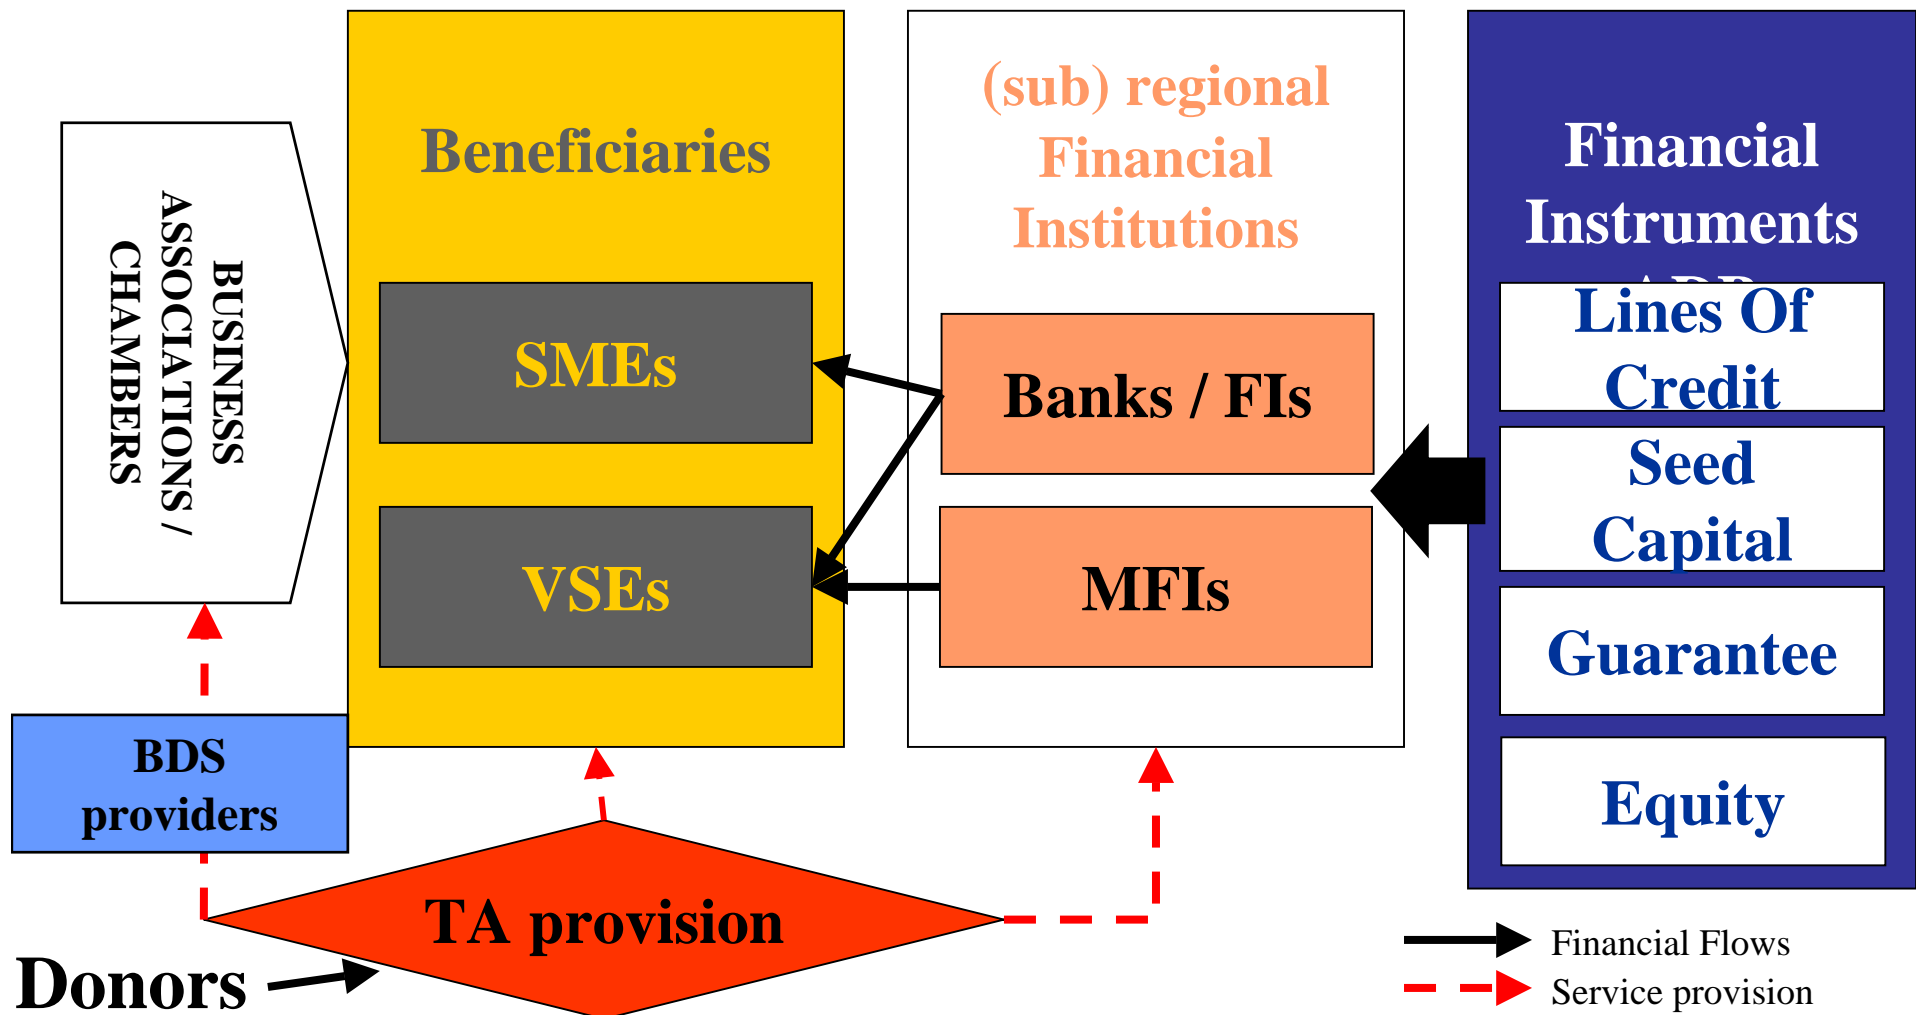 BUSINESS
ASSOCIATIONS /
CHAMBERS
Beneficiaries
SMEs
VSEs
(sub) regional
Financial
Institutions
Banks / FIs
MFIs
Financial
Instruments
Lines Of
Credit
Seed
Capital
Guarantee
Equity
BDS
providers
TA provision
Donors
Financial Flows
Service provision